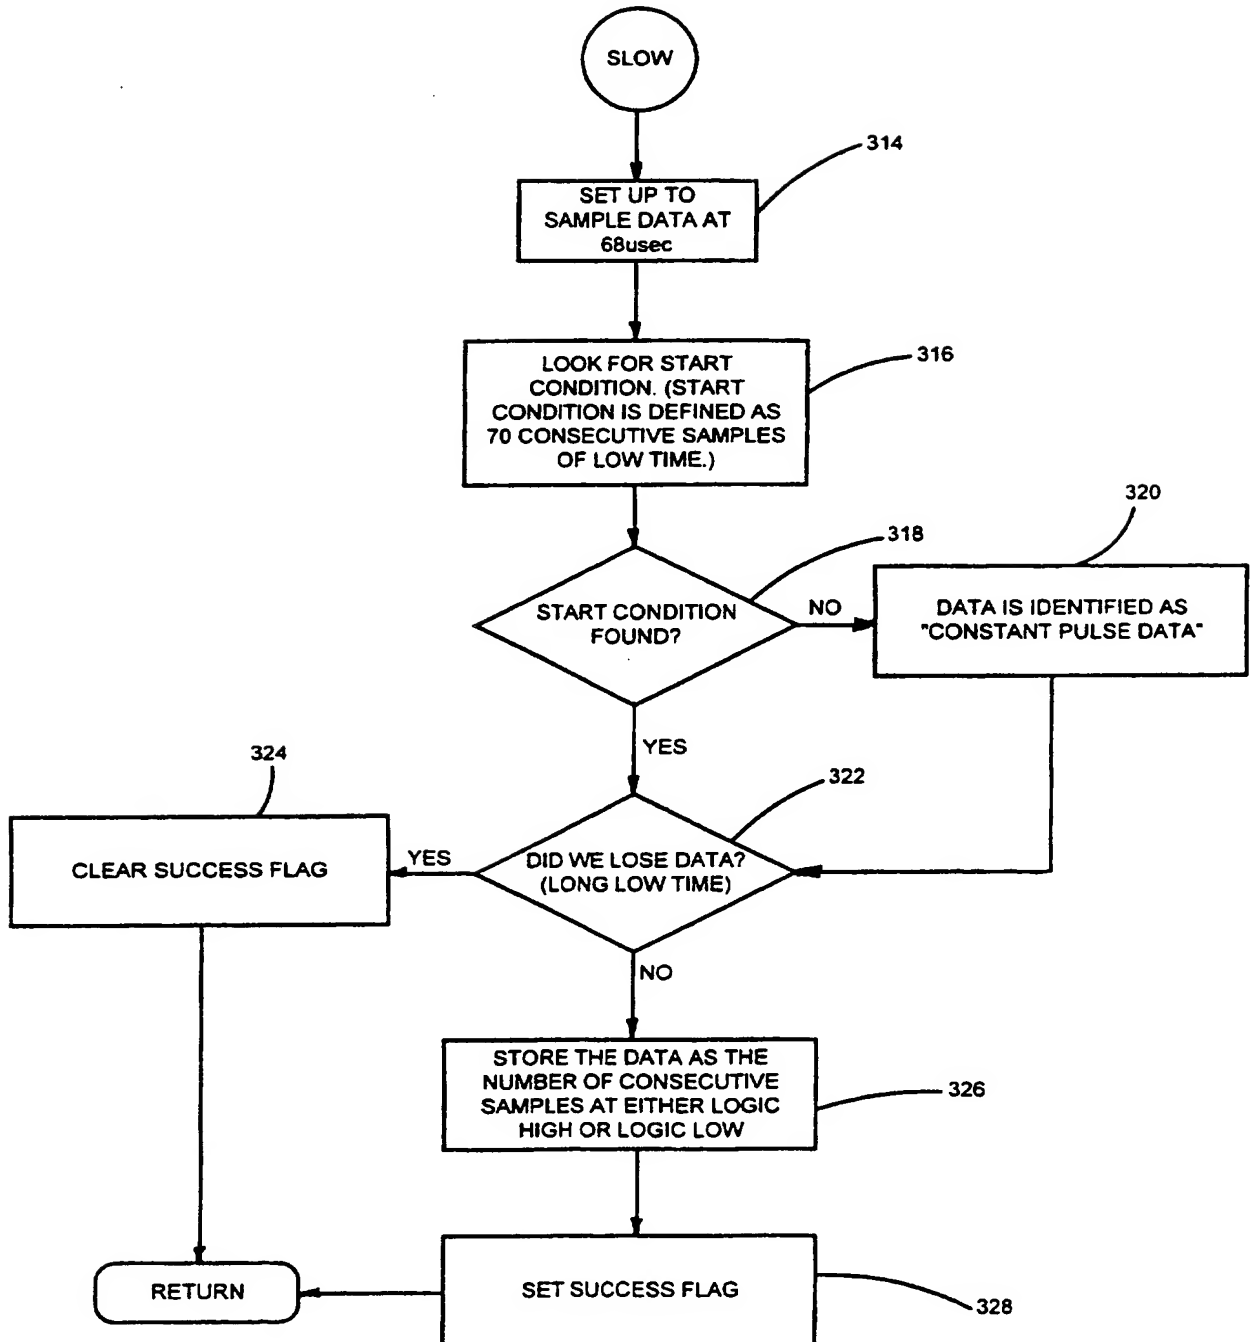 SLOW
314
SET UP TO
SAMPLE DATA AT
68usec
316
LOOK FOR START
CONDITION. (START
CONDITION IS DEFINED AS
70 CONSECUTIVE SAMPLES
OF LOW TIME.)
318
START CONDITION
FOUND?
NO
320
DATA IS IDENTIFIED AS
"CONSTANT PULSE DATA"
YES
322
DID WE LOSE DATA?
(LONG LOW TIME)
YES
324
CLEAR SUCCESS FLAG
NO
STORE THE DATA AS THE
NUMBER OF CONSECUTIVE
SAMPLES AT EITHER LOGIC
HIGH OR LOGIC LOW
326
SET SUCCESS FLAG
328
RETURN